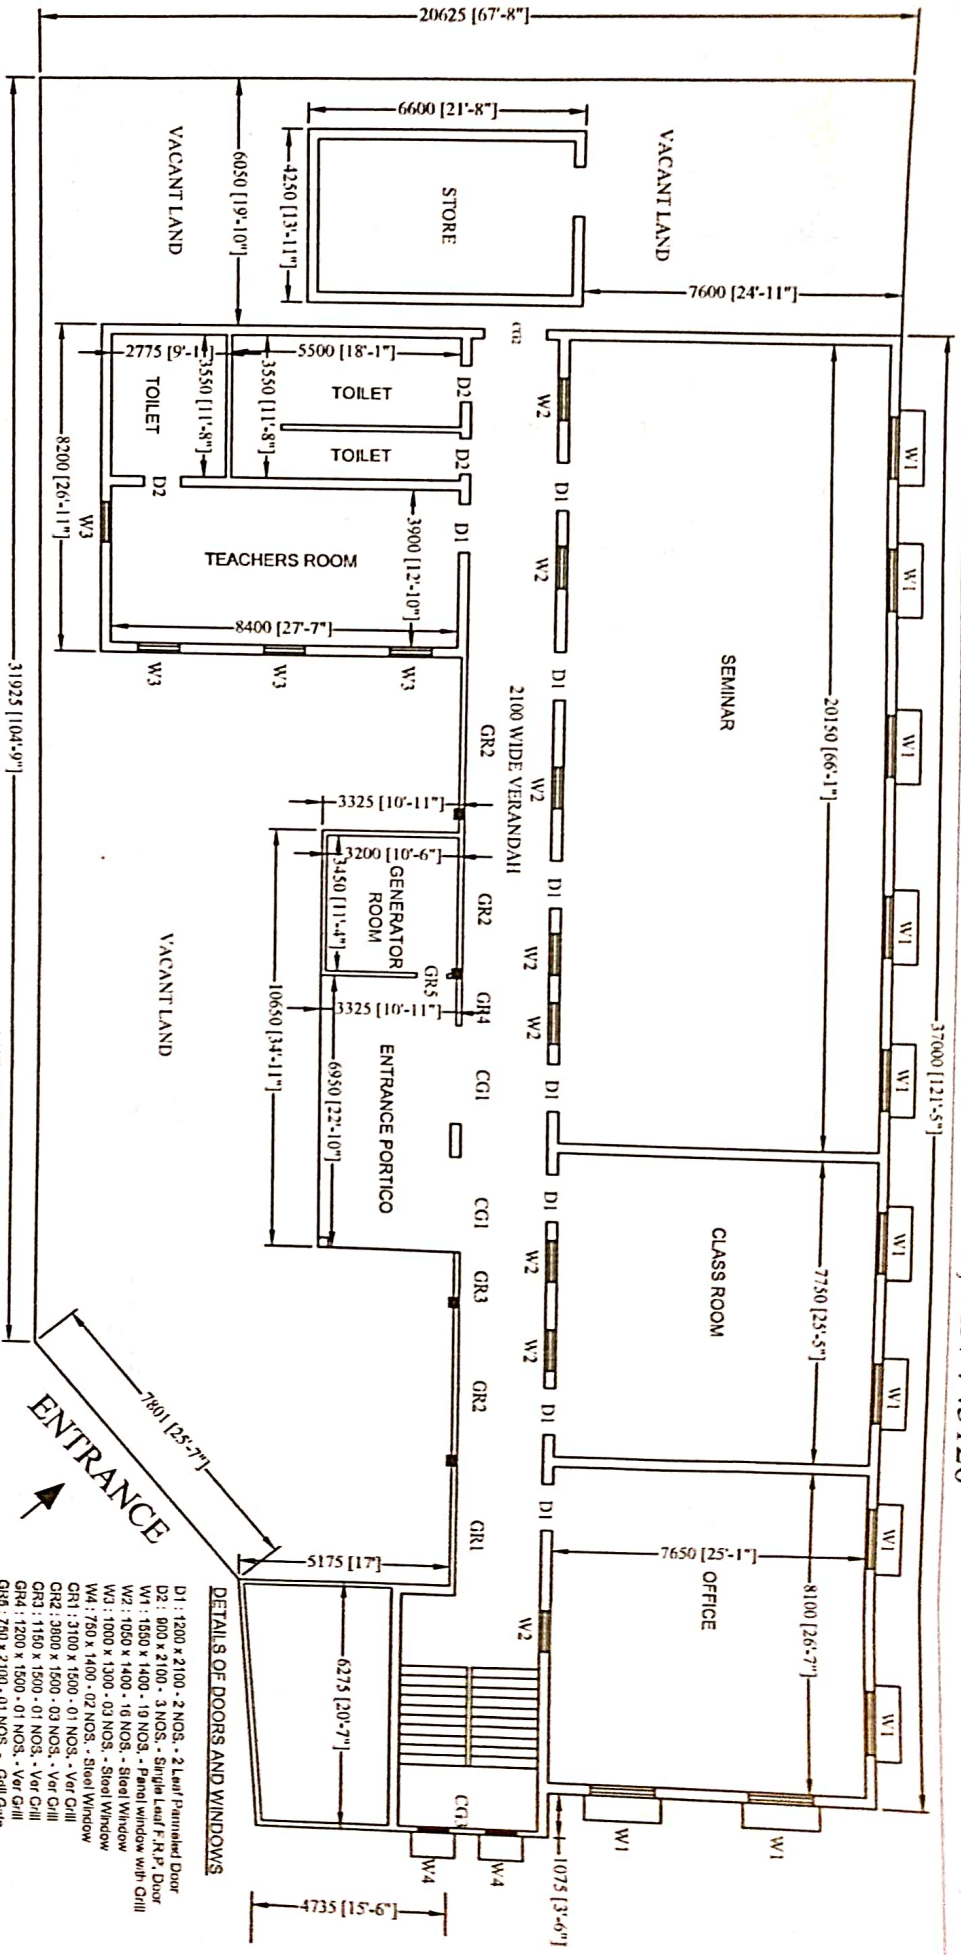 20625 [67'-8"]
VACANT LAND
6050 [19'-10"]
6600 [21'-8"]
4250 [13'-11"]
STORE
VACANT LAND
7600 [24'-11"]
CG2
2775 [9'-1"]
3550 [11'-8"]
TOILET
5500 [18'-1"]
3550 [11'-8"]
TOILET
TOILET
D2
D2
D2
D1
8200 [26'-11"]
W3
TEACHERS ROOM
3900 [12'-10"]
8400 [27'-7"]
W3
W3
W3
W2
D1
W2
D1
W2
D1
W2
W2
D1
W1
W1
W1
W1
W1
SEMINAR
20150 [66'-1"]
37000 [121'-5"]
31925 [104'-9"]
2100 WIDE VERANDAH
GR2
3325 [10'-11"]
3200 [10'-6"]
3450 [11'-4"]
GENERATOR
ROOM
GR2
GR5
GR4
3325 [10'-11"]
10650 [34'-11"]
6950 [22'-10"]
ENTRANCE PORTICO
CG1
CG1
VACANT LAND
D1
W2
W2
D1
CLASS ROOM
7750 [25'-5"]
W1
W1
GR3
GR2
GR1
D1
7650 [25'-1"]
OFFICE
8100 [26'-7"]
W1
W1
W2
7801 [25'-7"]
ENTRANCE
5175 [17']
6275 [20'-7"]
CG3
W4
W4
W1
W1
1075 [3'-6"]
4735 [15'-6"]
DETAILS OF DOORS AND WINDOWS
D1 : 1200 x 2100 - 2 NOS. - 2 Leaf Panneled Door
D2 : 900 x 2100 - 3 NOS. - Single Leaf F.R.P. Door
W1 : 1550 x 1400 - 10 NOS. - Panel window with Grill
W2 : 1050 x 1400 - 16 NOS. - Steel Window
W3 : 1000 x 1300 - 03 NOS. - Steel Window
W4 : 750 x 1400 - 02 NOS. - Steel Window
GR1 : 3100 x 1500 - 01 NOS. - Ver Grill
GR2 : 3800 x 1500 - 03 NOS. - Ver Grill
GR3 : 1150 x 1500 - 01 NOS. - Ver Grill
GR4 : 1200 x 1500 - 01 NOS. - Ver Grill
GR5 : 750 x 2100 - 01 NOS. - Grill Gate